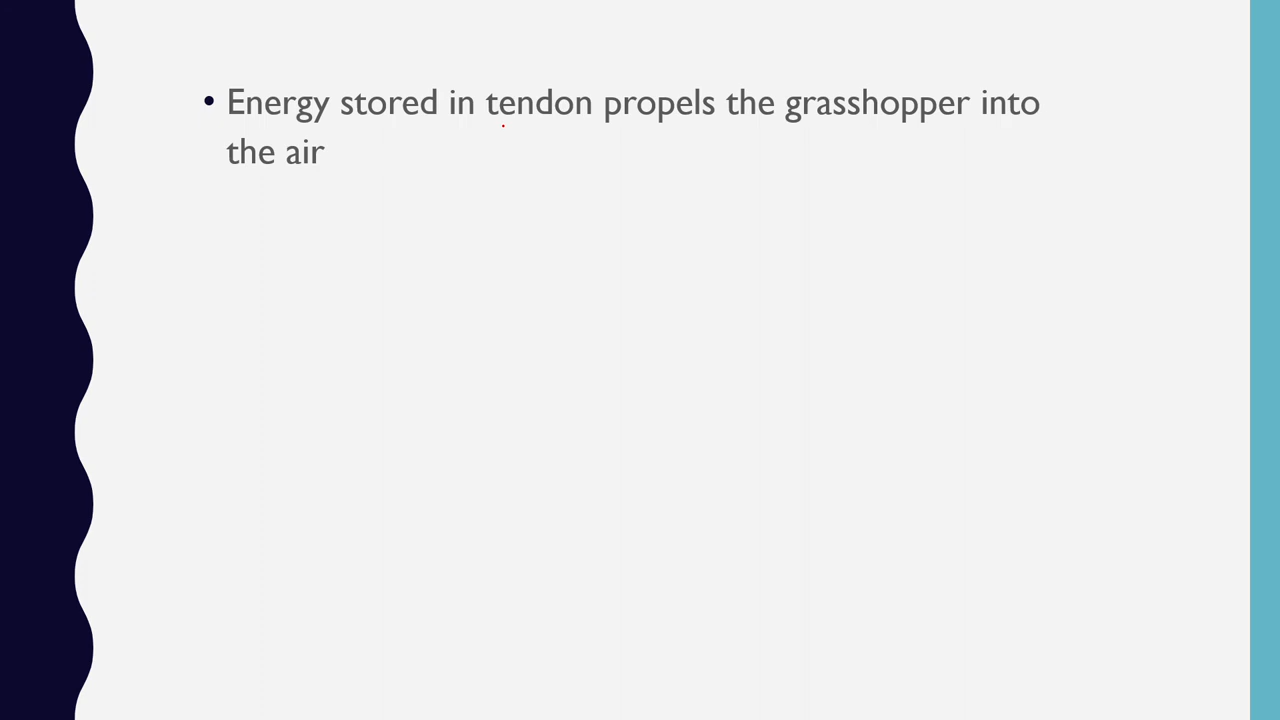 • Energy stored in tendon propels the grasshopper into
the air